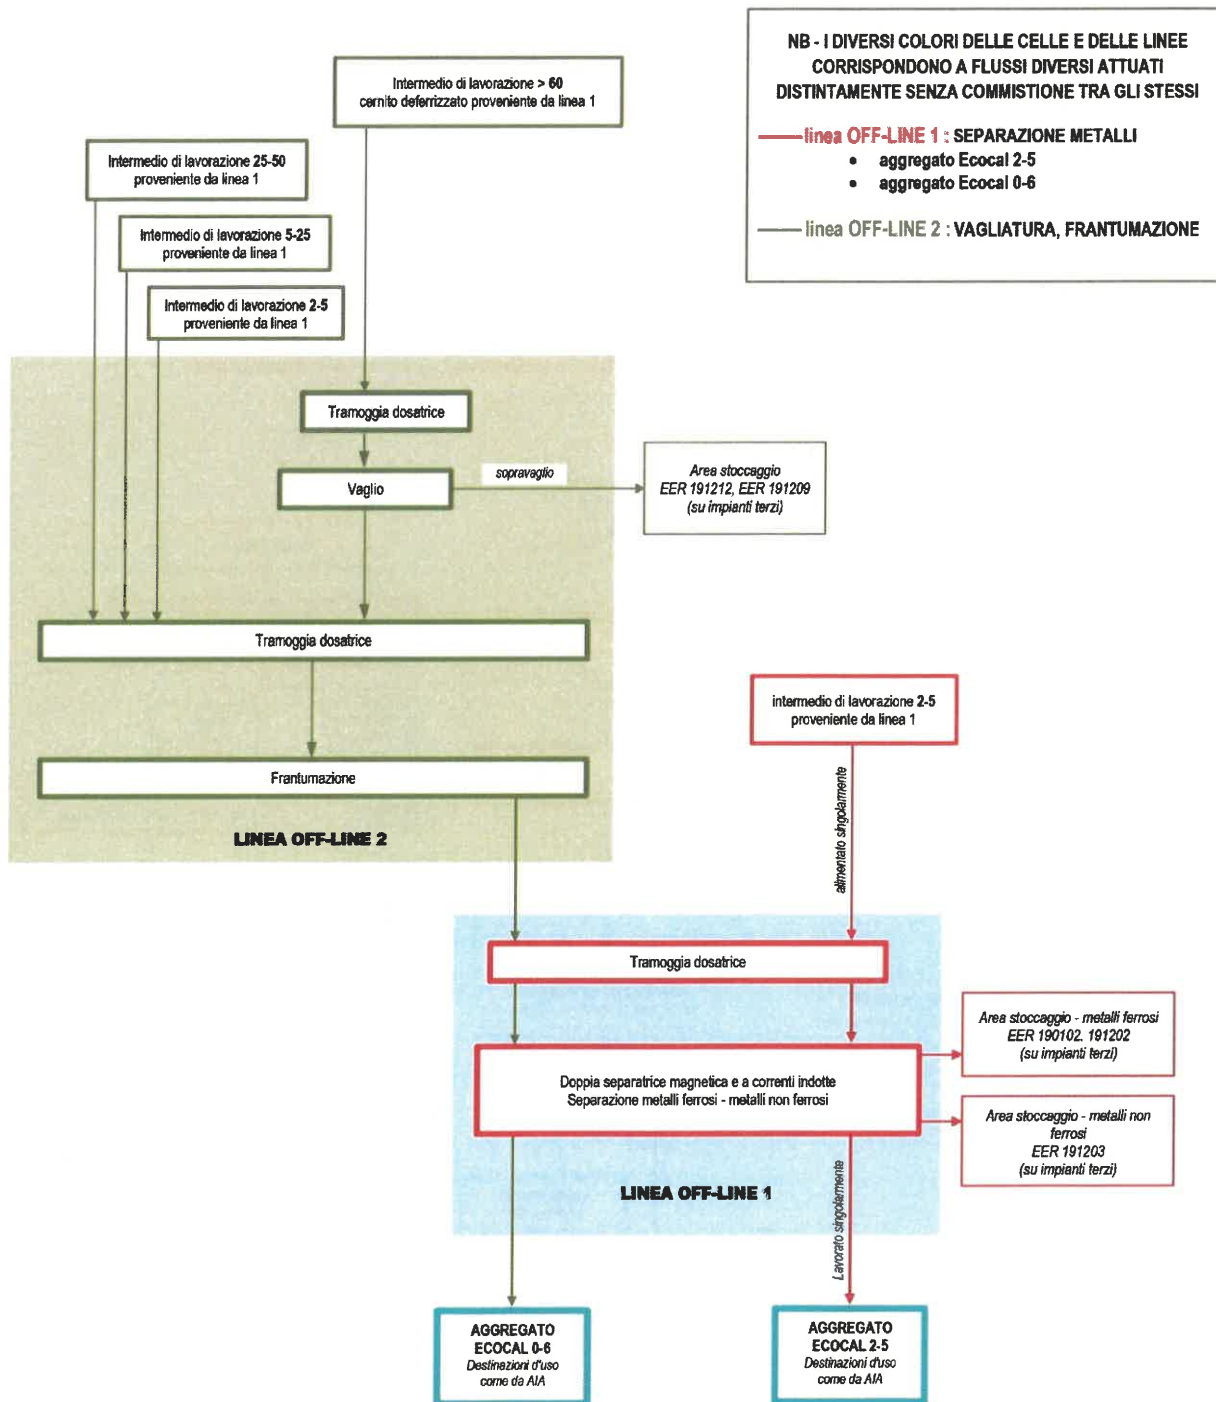 NB - I DIVERSI COLORI DELLE CELLE E DELLE LINEE
CORRISPONDONO A FLUSSI DIVERSI ATTUATI
DISTINTAMENTE SENZA COMMISTIONE TRA GLI STESSI
linea OFF-LINE 1 : SEPARAZIONE METALLI
• aggregato Ecocal 2-5
• aggregato Ecocal 0-6
linea OFF-LINE 2 : VAGLIATURA, FRANTUMAZIONE
Intermedio di lavorazione > 60
cernito deferrizzato proveniente da linea 1
Intermedio di lavorazione 25-50
proveniente da linea 1
Intermedio di lavorazione 5-25
proveniente da linea 1
Intermedio di lavorazione 2-5
proveniente da linea 1
Tramoggia dosatrice
Vaglio
sopravaglio
Area stoccaggio
EER 191212, EER 191209
(su impianti terzi)
Tramoggia dosatrice
Frantumazione
LINEA OFF-LINE 2
intermedio di lavorazione 2-5
proveniente da linea 1
alimentato singolarmente
Tramoggia dosatrice
Doppia separatrice magnetica e a correnti indotte
Separazione metalli ferrosi - metalli non ferrosi
Area stoccaggio - metalli ferrosi
EER 190102. 191202
(su impianti terzi)
Area stoccaggio - metalli non
ferrosi
EER 191203
(su impianti terzi)
LINEA OFF-LINE 1
Lavorato singolarmente
AGGREGATO
ECOCAL 0-6
Destinazioni d'uso
come da AIA
AGGREGATO
ECOCAL 2-5
Destinazioni d'uso
come da AIA